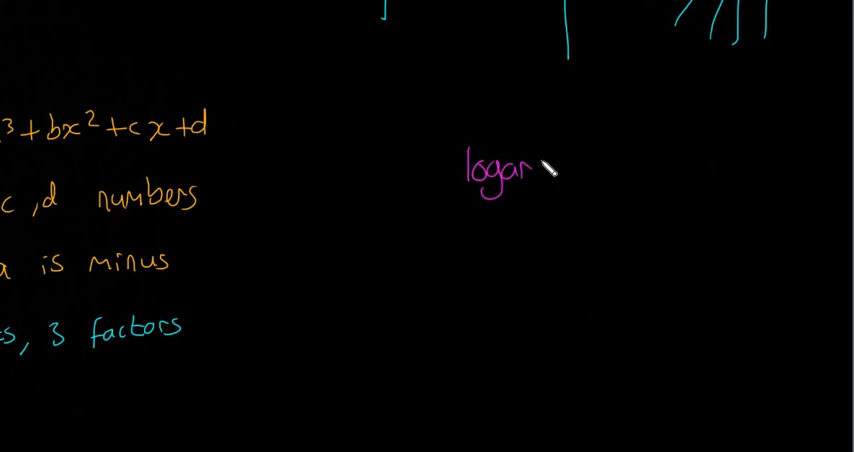 ³ + bx² + cx + d
c, d numbers
a is minus
s, 3 factors
logar